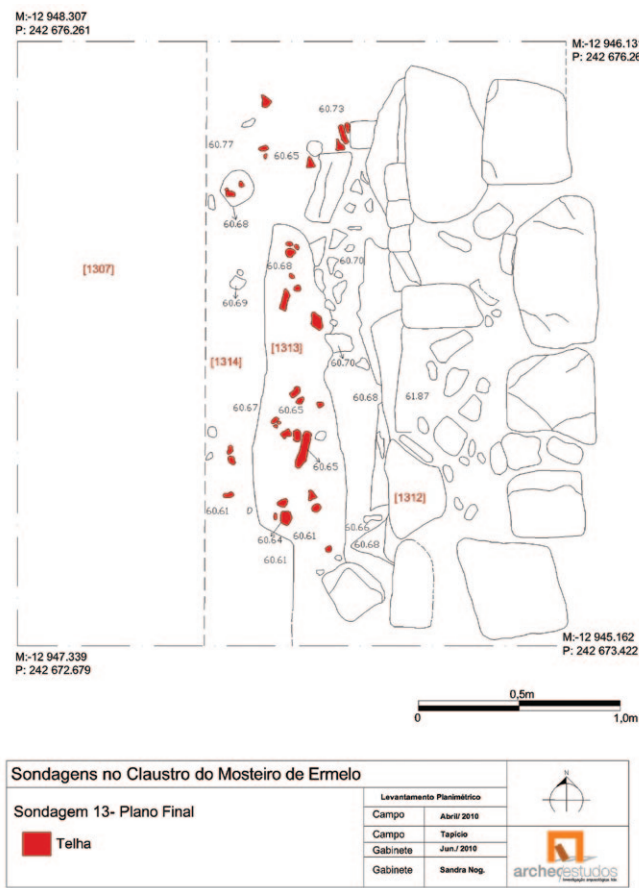 M:-12 948.307
P: 242 676.261
M:-12 946.131
P: 242 676.26
60.73
60.77
60.65
60.68
60.68
60.70
[1307]
60.69
[1314]
[1313]
60.70
60.67
60.65
60.68
61.87
60.65
[1312]
60.61
60.66
60.64
60.61
60.68
60.61
M:-12 947.339
P: 242 672.679
M:-12 945.162
P: 242 673.422
0,5m
0
1,0m
Sondagens no Claustro do Mosteiro de Ermelo
Sondagem 13- Plano Final
Telha
Levantamento Planimétrico
Campo Abril/ 2010
Campo Tapicio
Gabinete Jun./ 2010
Gabinete Sandra Nog.
N
archeoestudos
investigação arqueológica lda.